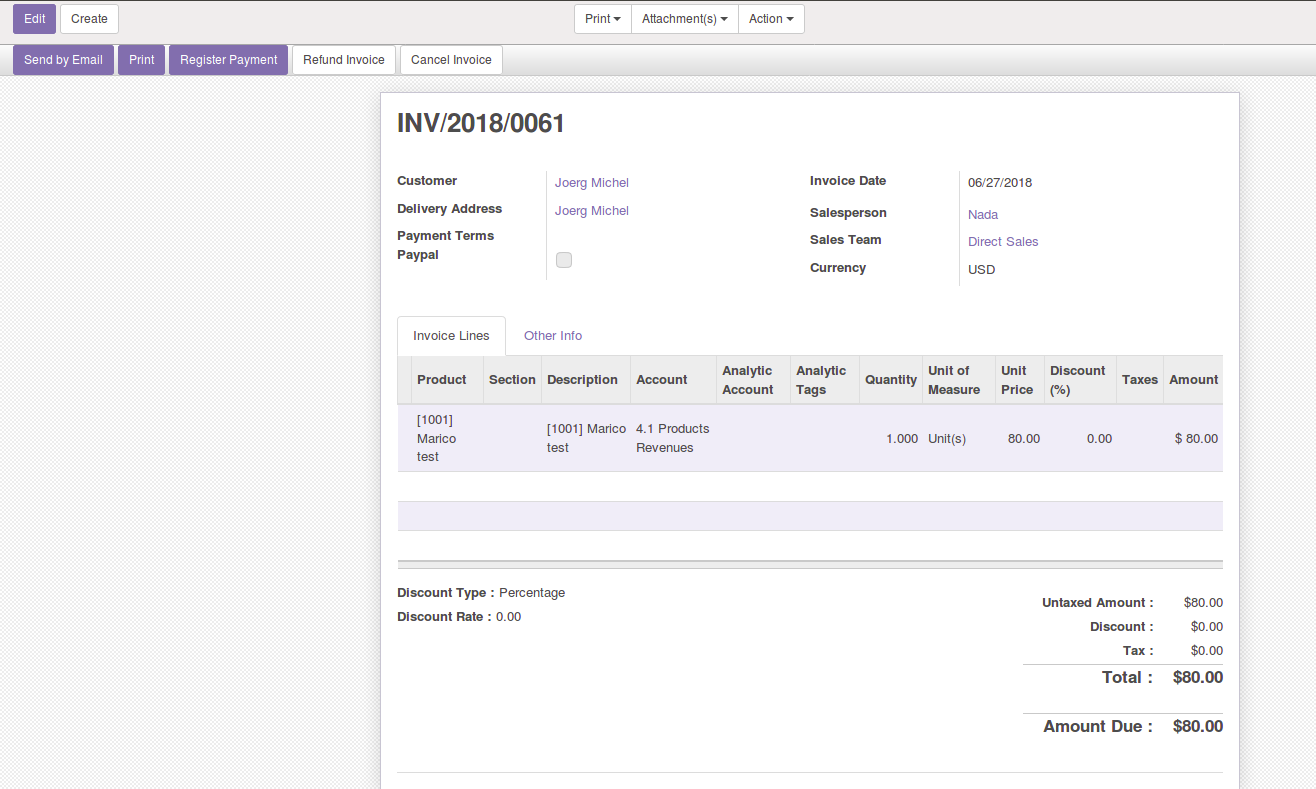 Edit Create Print Attachment(s) Action
Send by Email Print Register Payment Refund Invoice Cancel Invoice
INV/2018/0061
Customer Joerg Michel Invoice Date 06/27/2018
Delivery Address Joerg Michel Salesperson Nada
Payment Terms Sales Team Direct Sales
Paypal Currency USD
Invoice Lines Other Info
Product Section Description Account Analytic Account Analytic Tags Quantity Unit of Measure Unit Price Discount (%) Taxes Amount
[1001] Marico test [1001] Marico test 4.1 Products Revenues 1.000 Unit(s) 80.00 0.00 $ 80.00
Discount Type : Percentage
Discount Rate : 0.00
Untaxed Amount : $80.00
Discount : $0.00
Tax : $0.00
Total : $80.00
Amount Due : $80.00